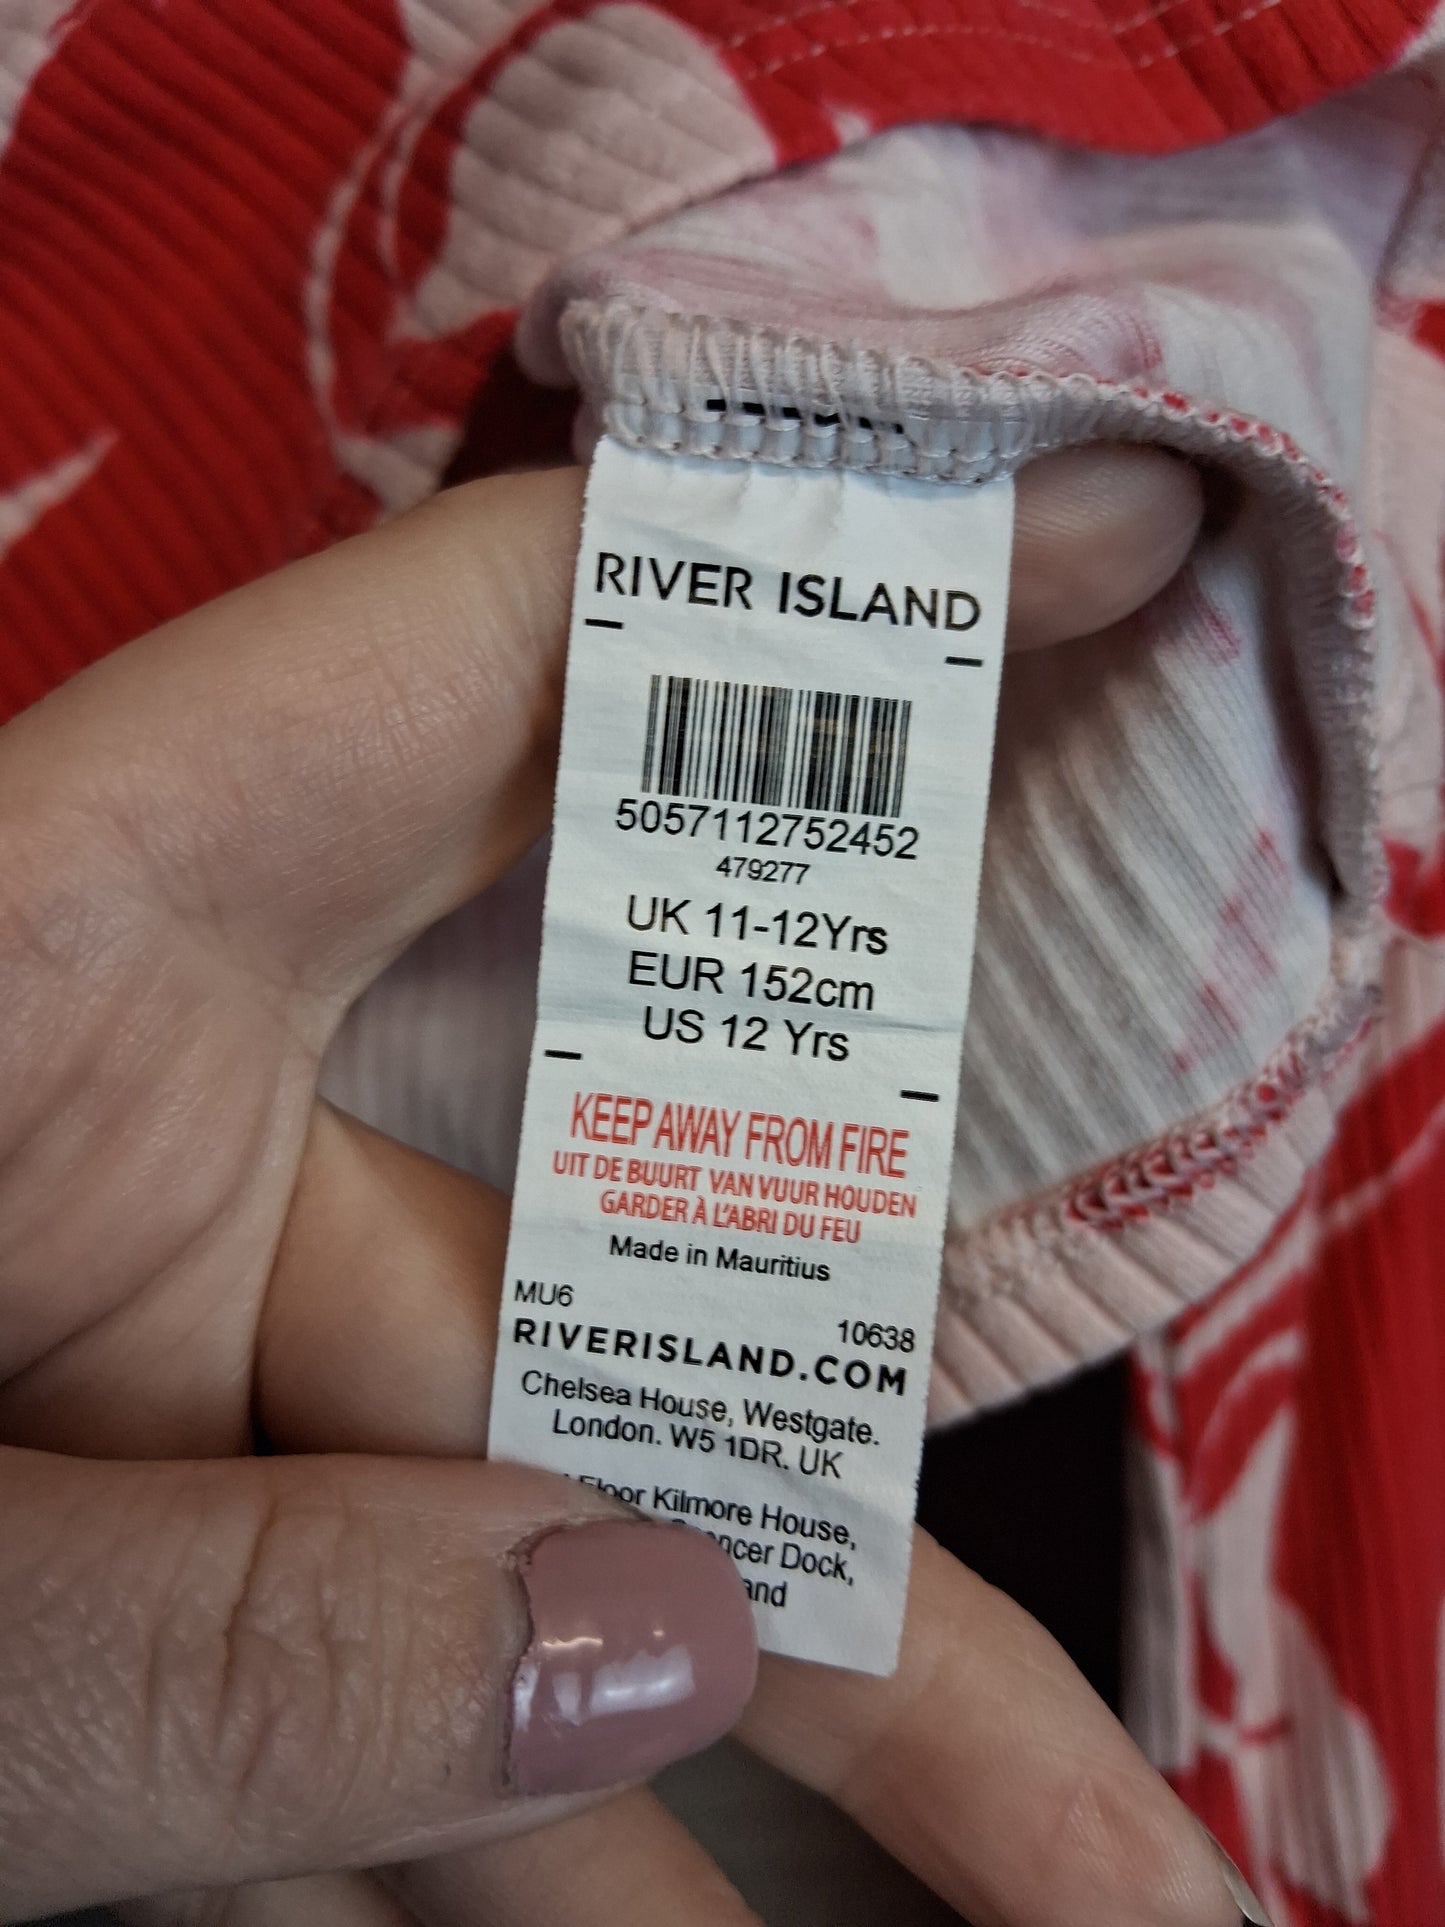 RIVER ISLAND
5057112752452
479277
UK 11-12Yrs
EUR 152cm
US 12 Yrs
KEEP AWAY FROM FIRE
UIT DE BUURT VAN VUUR HOUDEN
GARDER À L'ABRI DU FEU
Made in Mauritius
MU6
10638
RIVERISLAND.COM
Chelsea House, Westgate.
London. W5 1DR. UK
Floor Kilmore House,
Dock,